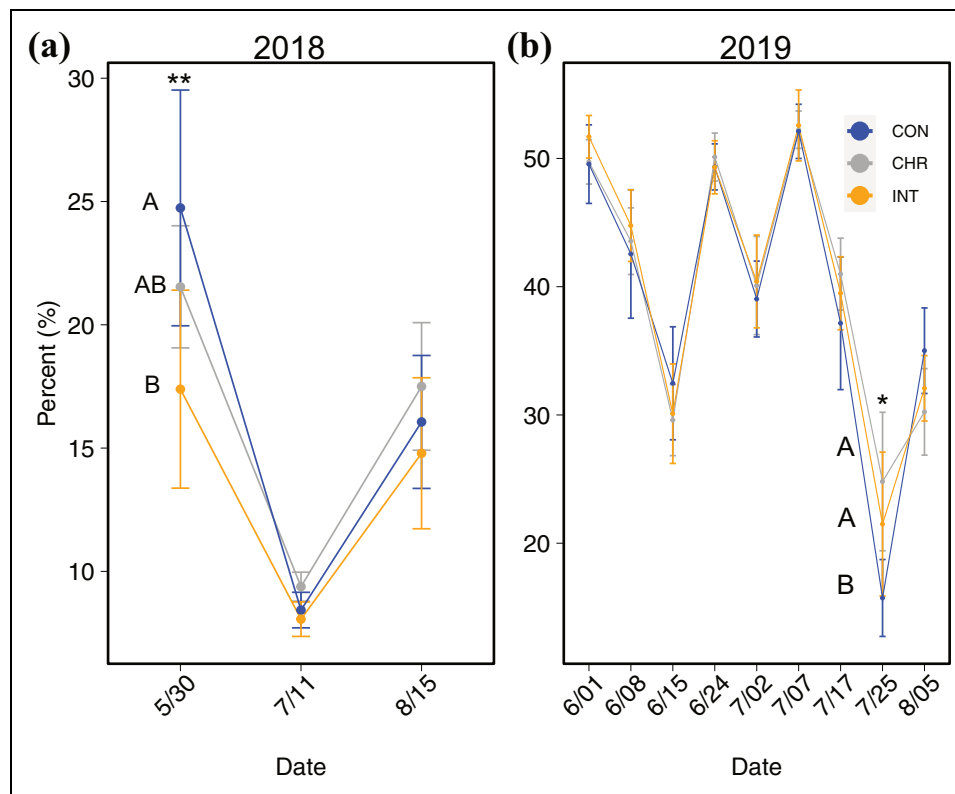 (a) 2018
**
A
AB
B
Percent (%)
30
25
20
15
10
5/30
7/11
8/15
Date
(b) 2019
CON
CHR
INT
*
A
A
B
50
40
30
20
6/01
6/08
6/15
6/24
7/02
7/07
7/17
7/25
8/05
Date